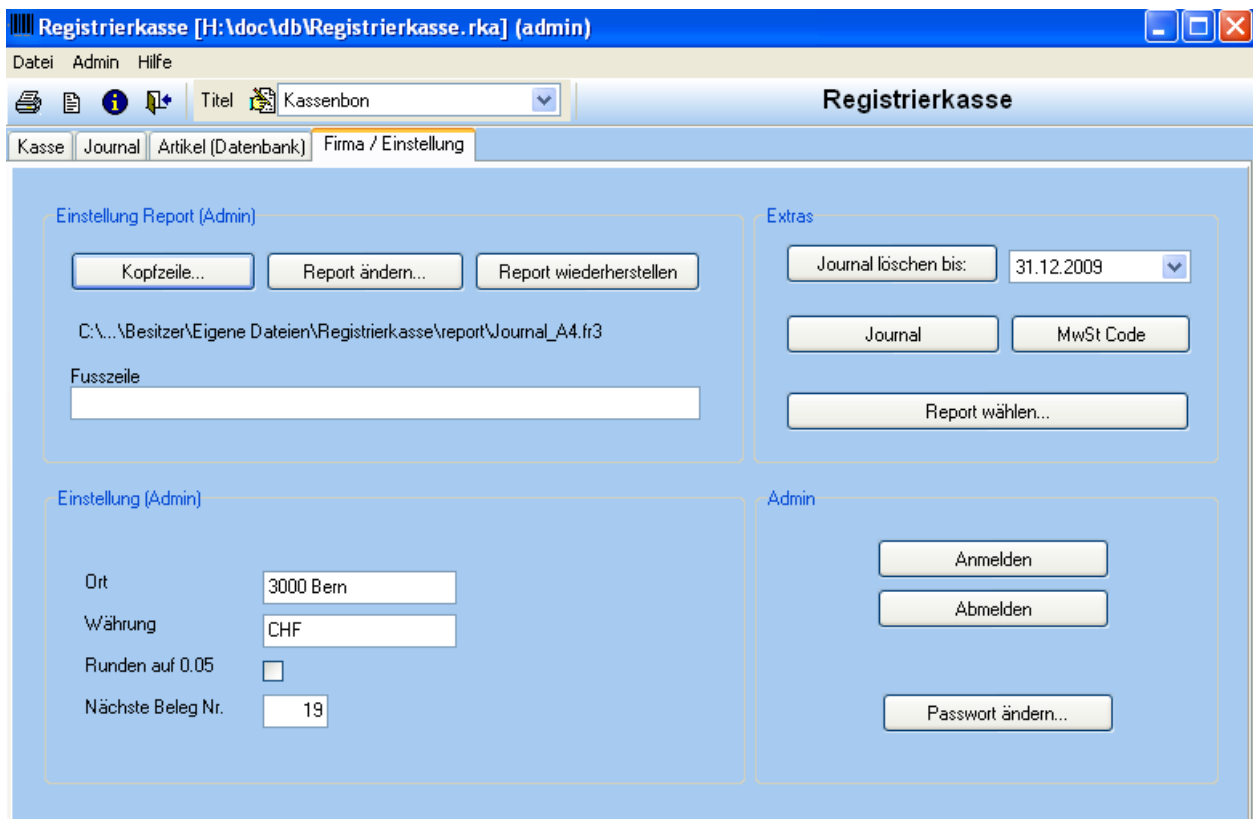 Registrierkasse [H:\doc\db\Registrierkasse.rka] (admin)
Datei Admin Hilfe
Titel Kassenbon Registrierkasse
Kasse Journal Artikel (Datenbank) Firma / Einstellung
Einstellung Report (Admin)
Kopfzeile... Report ändern... Report wiederherstellen
C:\...\Besitzer\Eigene Dateien\Registrierkasse\report\Journal_A4.fr3
Fusszeile
Extras
Journal löschen bis: 31.12.2009
Journal MwSt Code
Report wählen...
Einstellung (Admin)
Ort 3000 Bern
Währung CHF
Runden auf 0.05
Nächste Beleg Nr. 19
Admin
Anmelden
Abmelden
Passwort ändern...